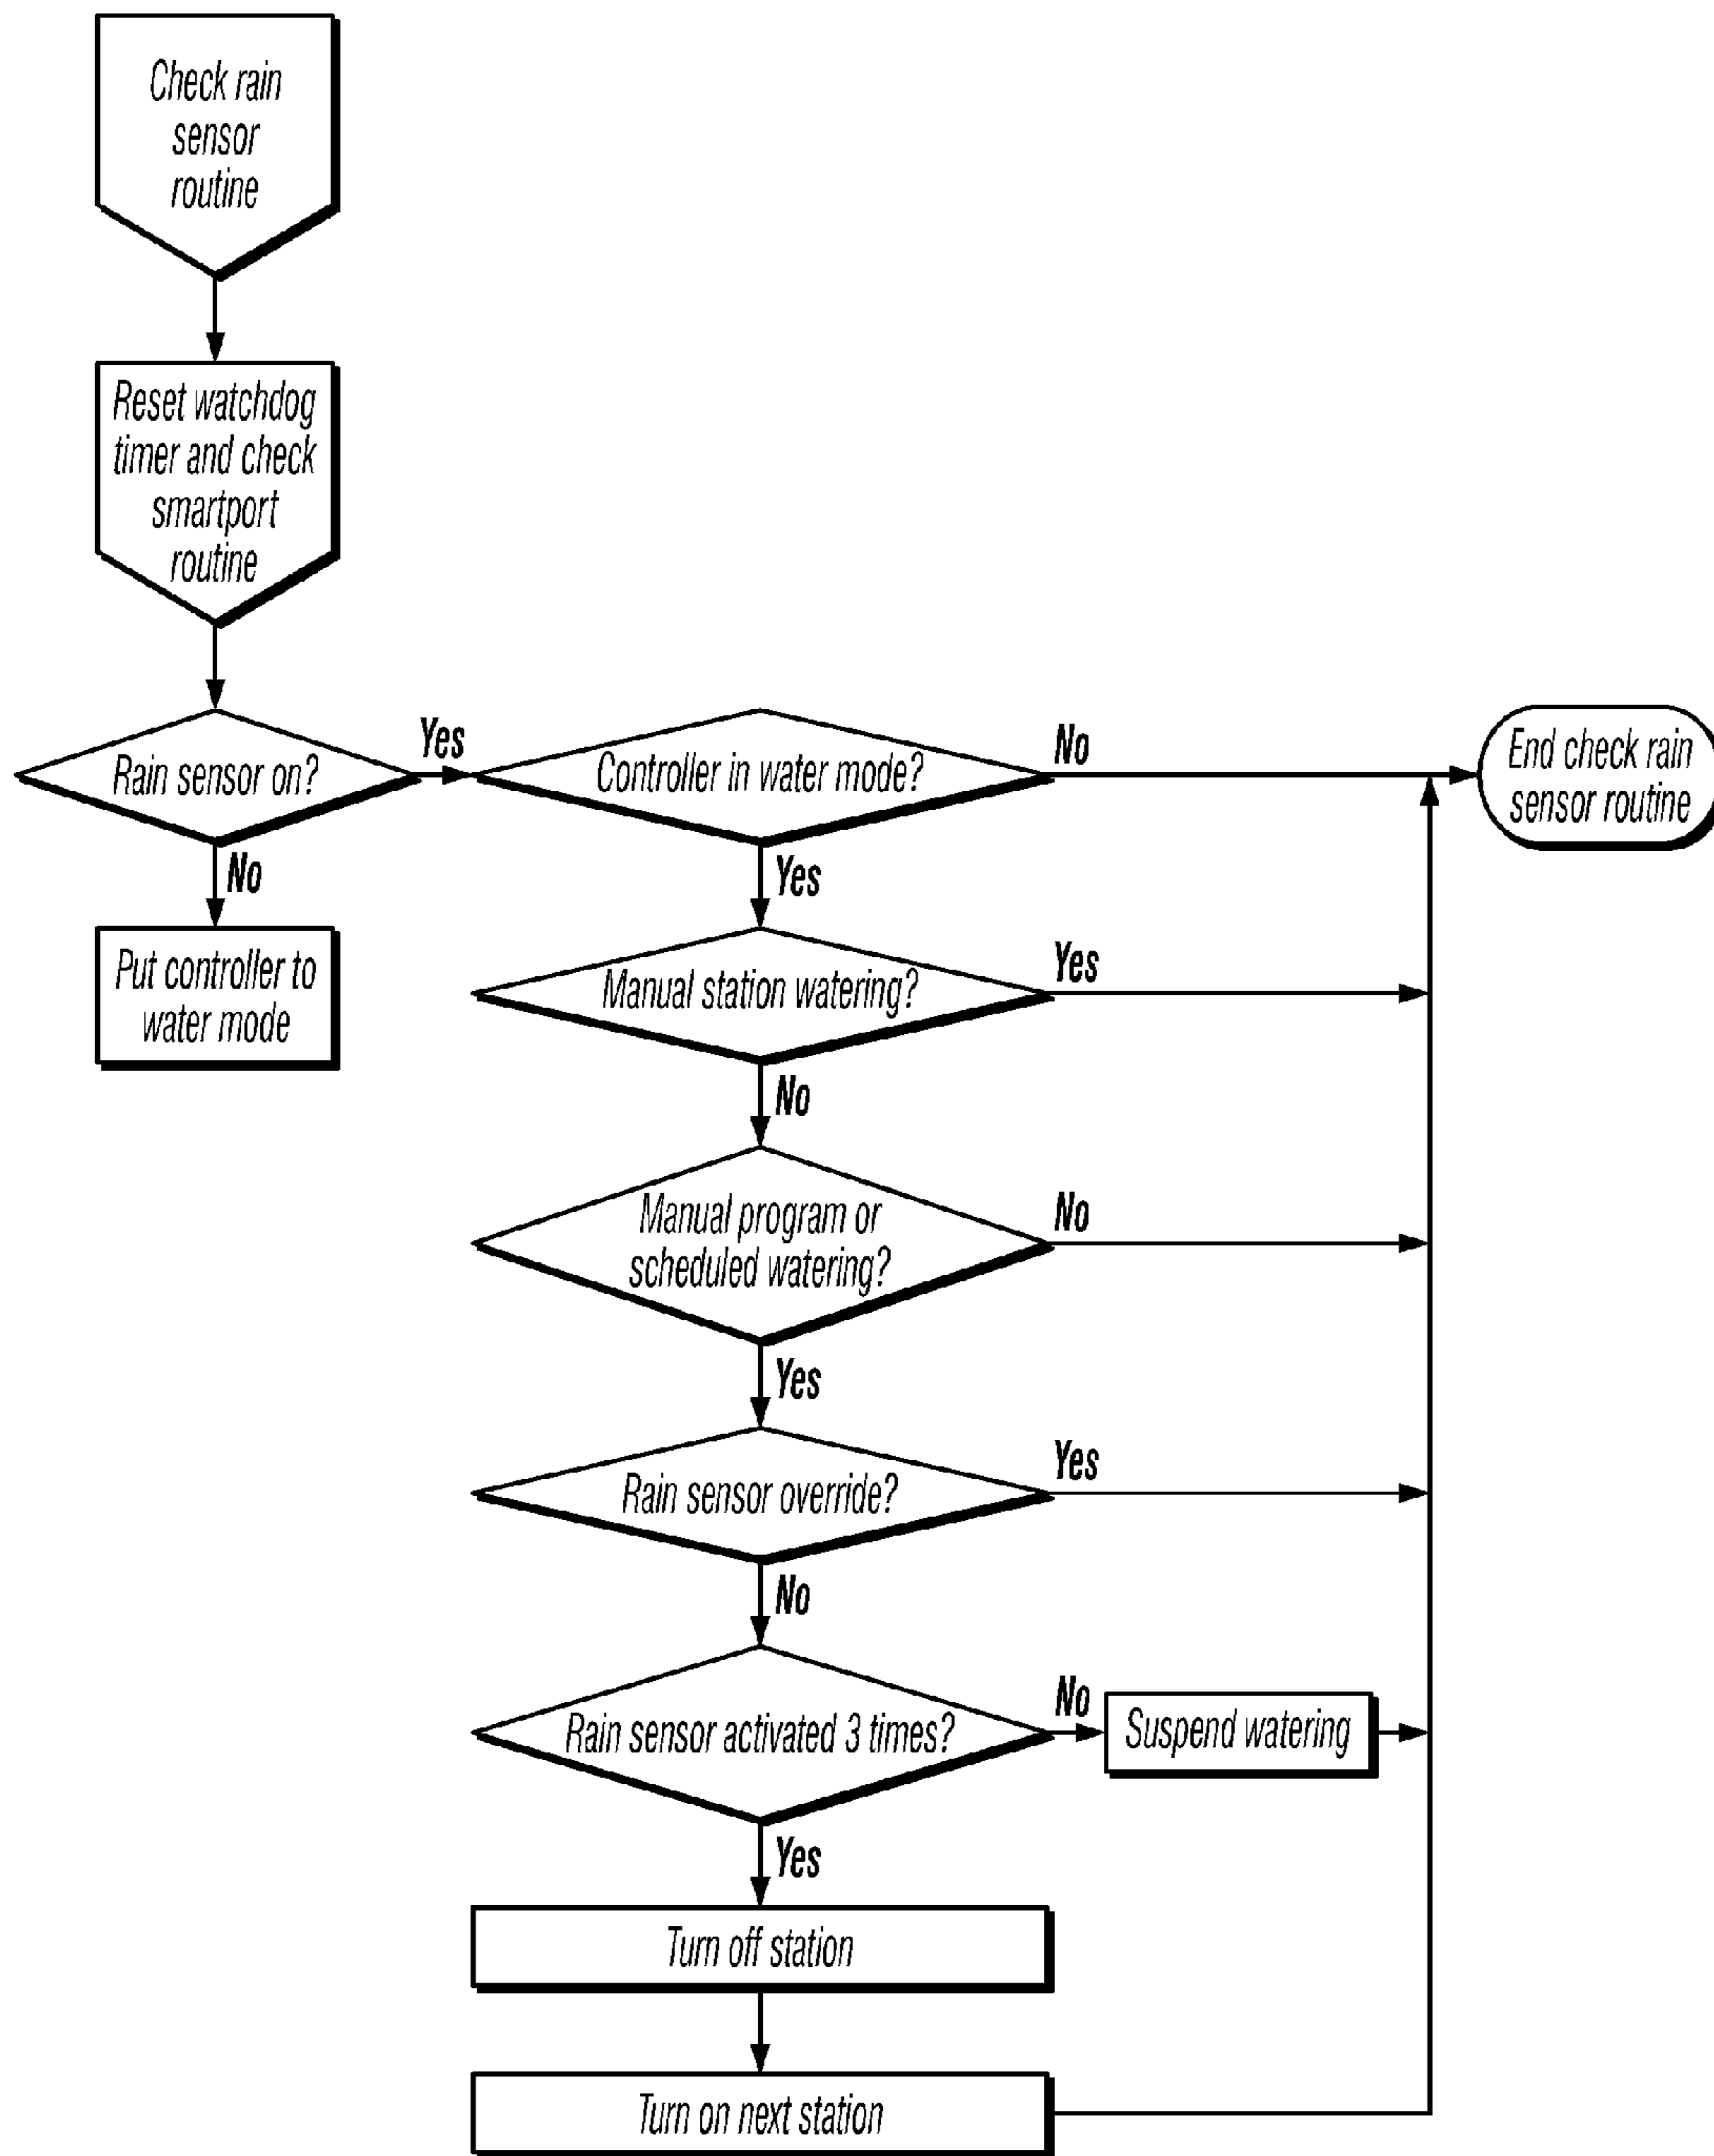 Check rain
sensor
routine
Reset watchdog
timer and check
smartport
routine
Rain sensor on?
Yes
No
Put controller to
water mode
Controller in water mode?
No
Yes
End check rain
sensor routine
Manual station watering?
Yes
No
Manual program or
scheduled watering?
No
Yes
Rain sensor override?
Yes
No
Rain sensor activated 3 times?
No
Suspend watering
Yes
Turn off station
Turn on next station